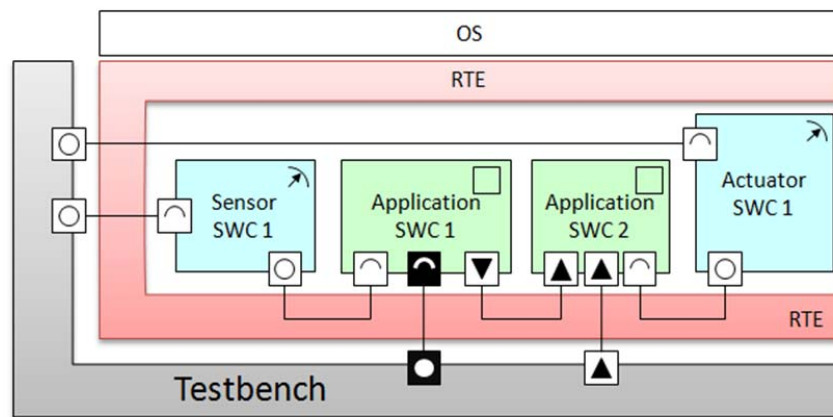 OS
RTE
Sensor
SWC 1
Application
SWC 1
Application
SWC 2
Actuator
SWC 1
RTE
Testbench